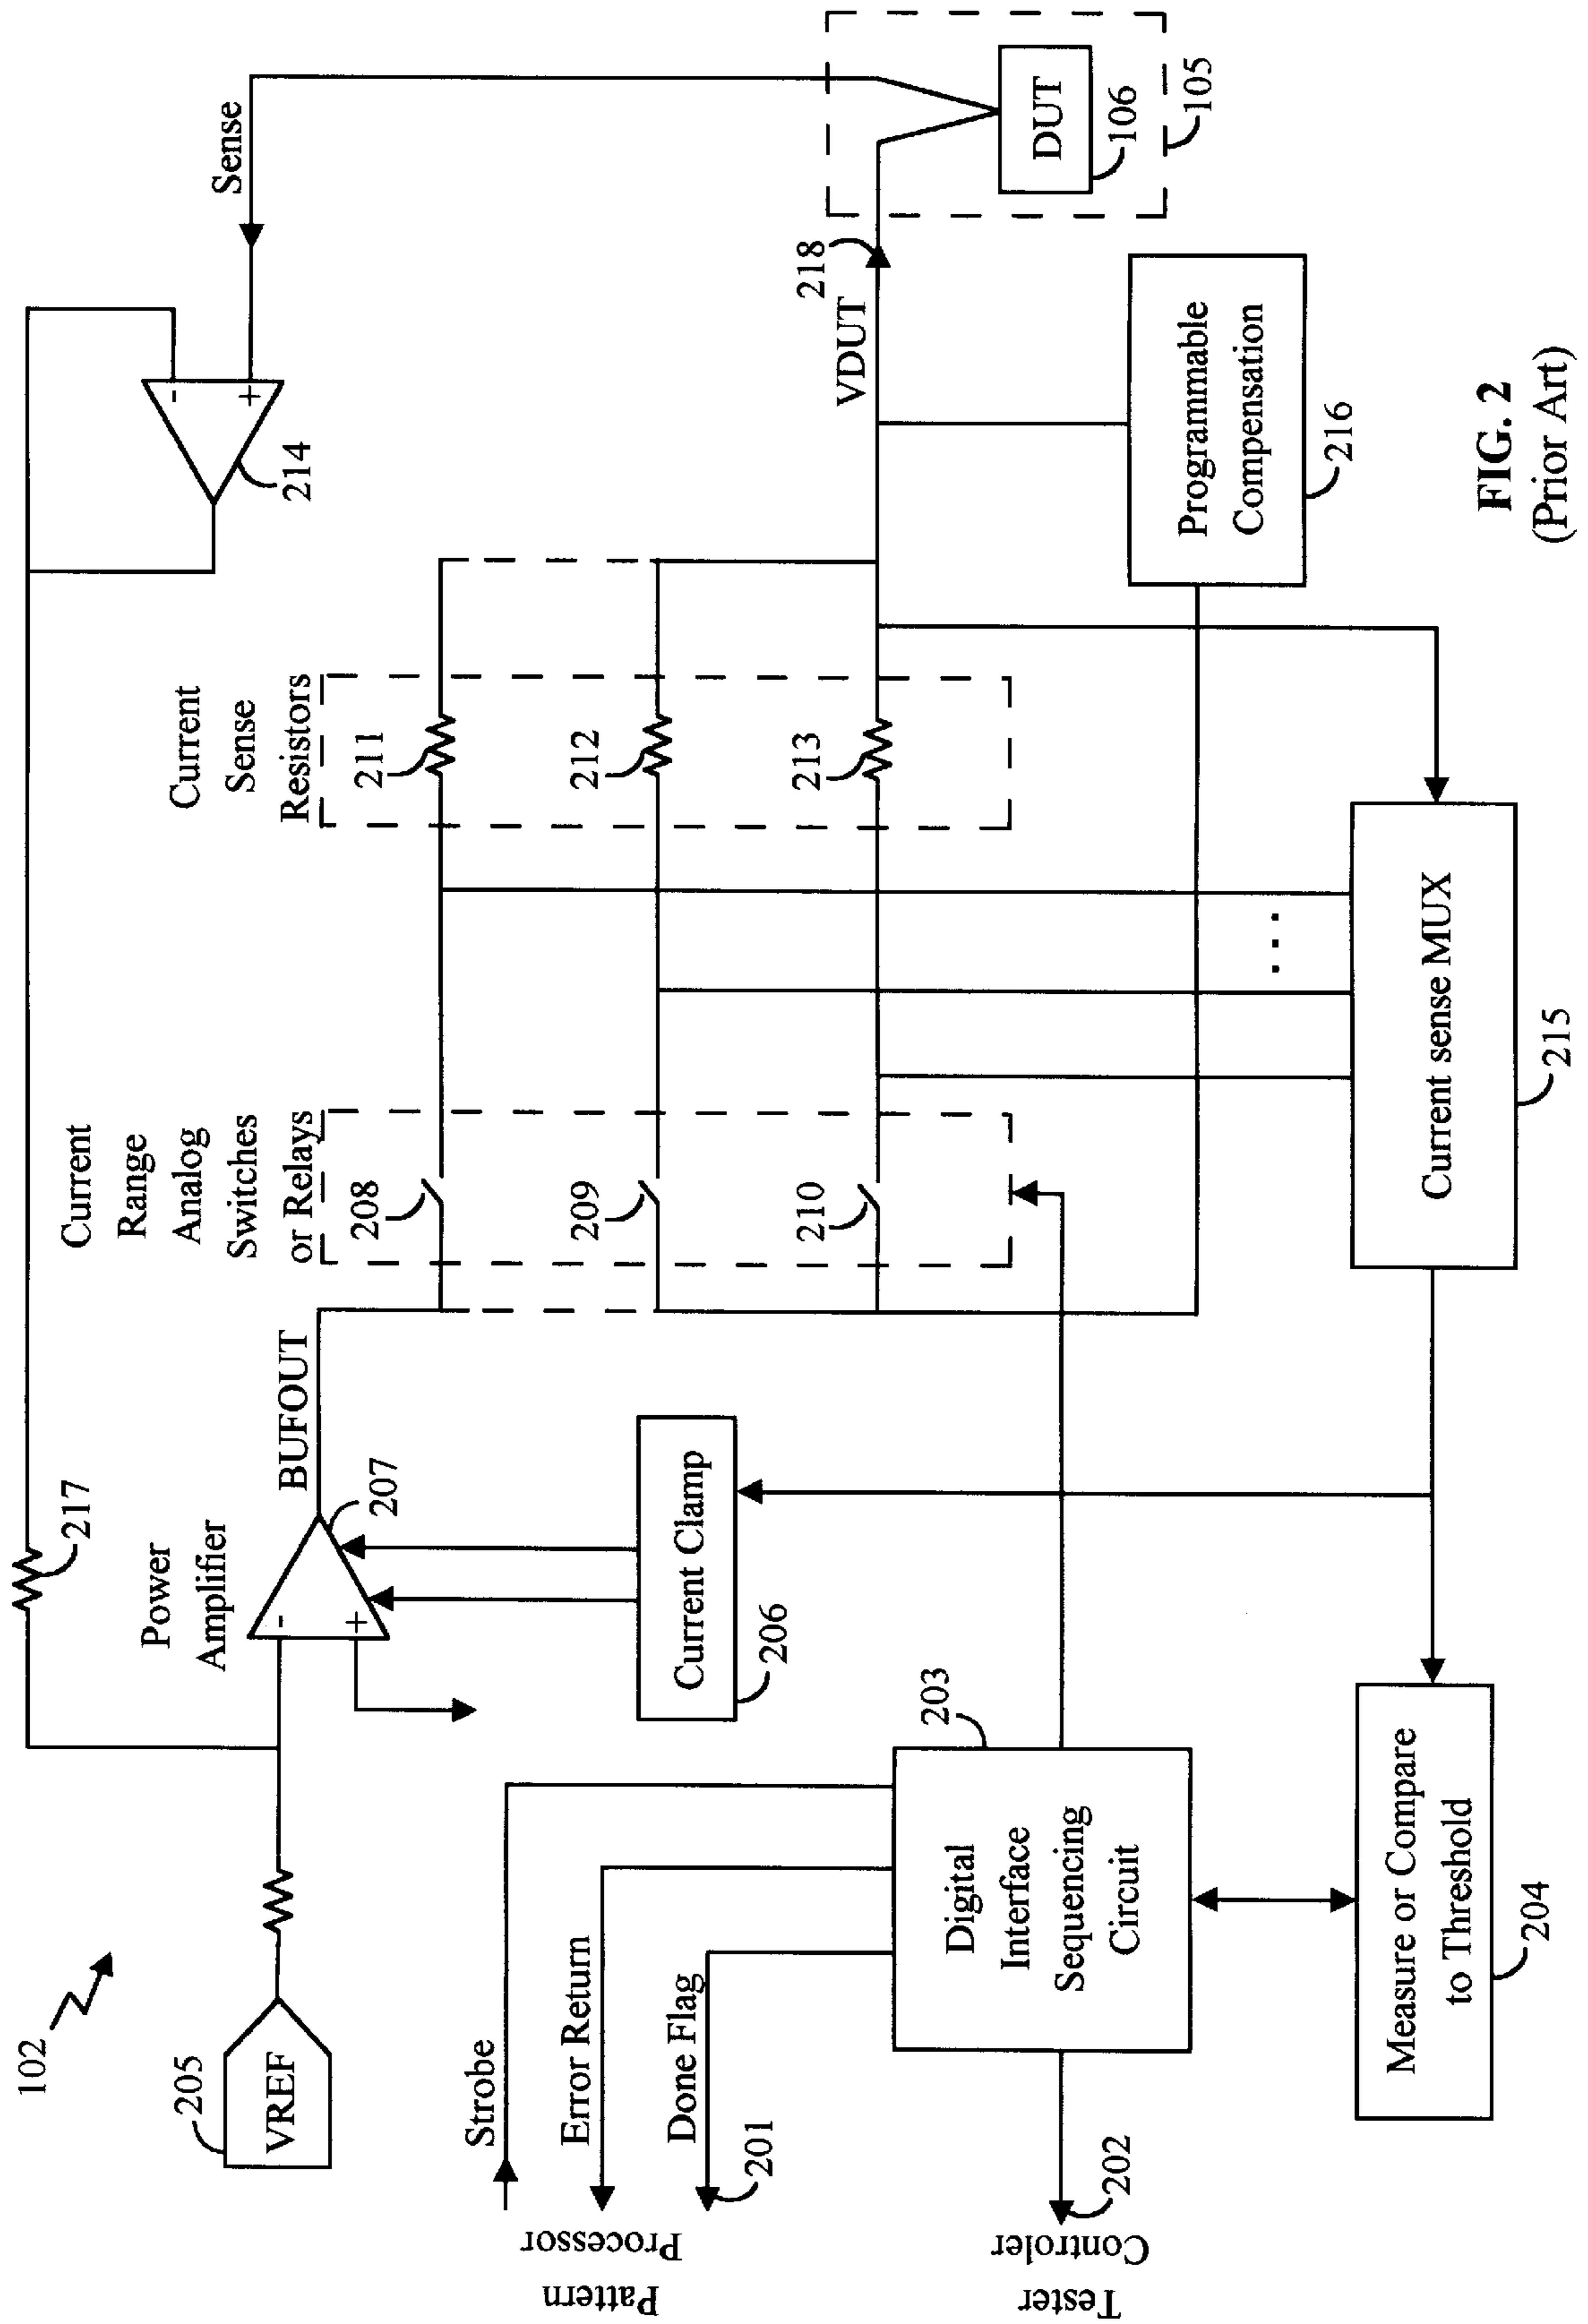 102
205
VREF
217
Power
Amplifier
207
BUFOUT
Current
Range
Analog
Switches
or Relays
208
209
210
Current
Sense
Resistors
211
212
213
214
-
+
-
+
Sense
VDUT
218
DUT
106
105
Current Clamp
206
Pattern
Processor
Strobe
Error Return
Done Flag
201
Tester
Controler
202
203
Digital
Interface
Sequencing
Circuit
Measure or Compare
to Threshold
204
Current sense MUX
215
. . .
Programmable
Compensation
216
FIG. 2
(Prior Art)